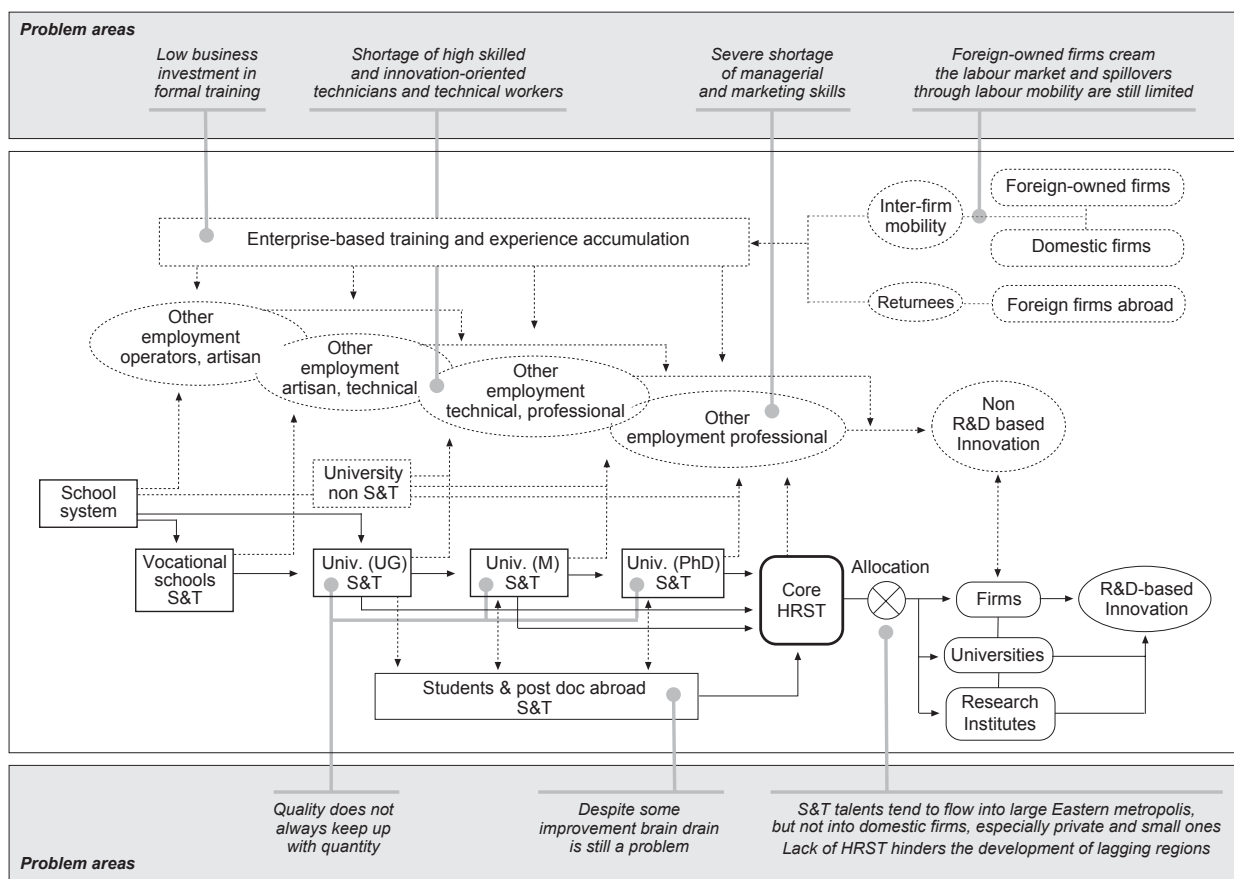 Problem areas
Low business
investment in
formal training
Shortage of high skilled
and innovation-oriented
technicians and technical workers
Severe shortage
of managerial
and marketing skills
Foreign-owned firms cream
the labour market and spillovers
through labour mobility are still limited
Foreign-owned firms
Inter-firm
mobility
Enterprise-based training and experience accumulation
Domestic firms
Returnees
Foreign firms abroad
Other
employment
operators, artisan
Other
employment
artisan, technical
Other
employment
technical, professional
Other
employment professional
Non
R&D based
Innovation
University
non S&T
School
system
Vocational
schools
S&T
Univ. (UG)
S&T
Univ. (M)
S&T
Univ. (PhD)
S&T
Core
HRST
Allocation
Firms
R&D-based
Innovation
Universities
Research
Institutes
Students & post doc abroad
S&T
Quality does not
always keep up
with quantity
Despite some
improvement brain drain
is still a problem
S&T talents tend to flow into large Eastern metropolis,
but not into domestic firms, especially private and small ones
Lack of HRST hinders the development of lagging regions
Problem areas